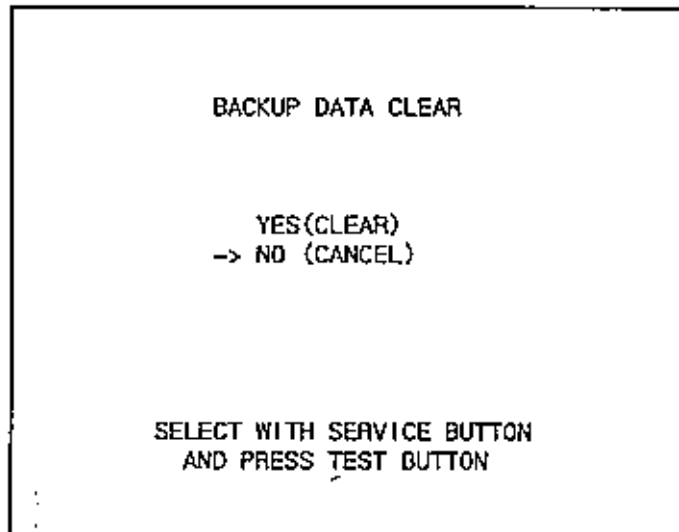 BACKUP DATA CLEAR
YES(CLEAR)
-> NO (CANCEL)
SELECT WITH SERVICE BUTTON
AND PRESS TEST BUTTON